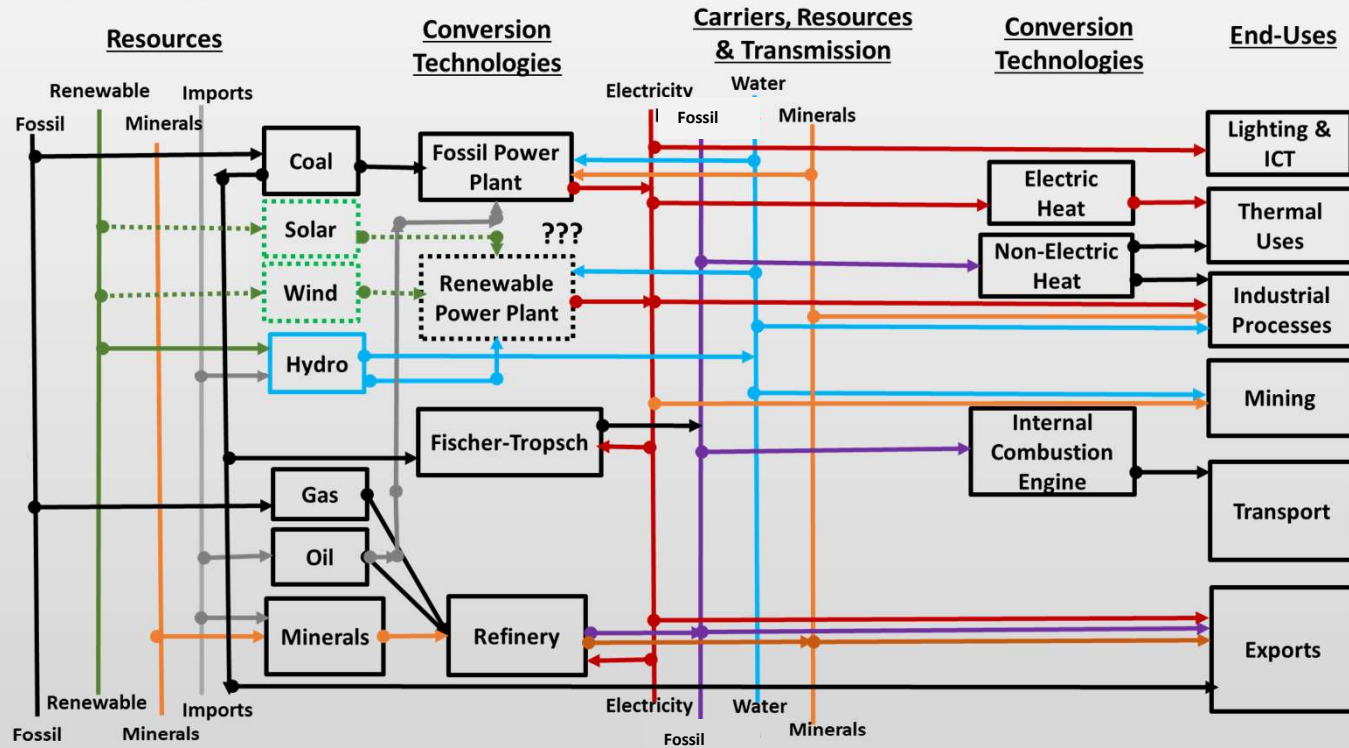 Resources
Conversion
Technologies
Carriers, Resources
& Transmission
Conversion
Technologies
End-Uses
Renewable
Imports
Fossil
Minerals
Electricity
Water
Fossil
Minerals
Coal
Fossil Power
Plant
Lighting &
ICT
Electric
Heat
Thermal
Uses
Solar
???
Non-Electric
Heat
Wind
Renewable
Power Plant
Industrial
Processes
Hydro
Mining
Fischer-Tropsch
Internal
Combustion
Engine
Gas
Transport
Oil
Minerals
Refinery
Exports
Renewable
Imports
Fossil
Minerals
Electricity
Water
Minerals
Fossil